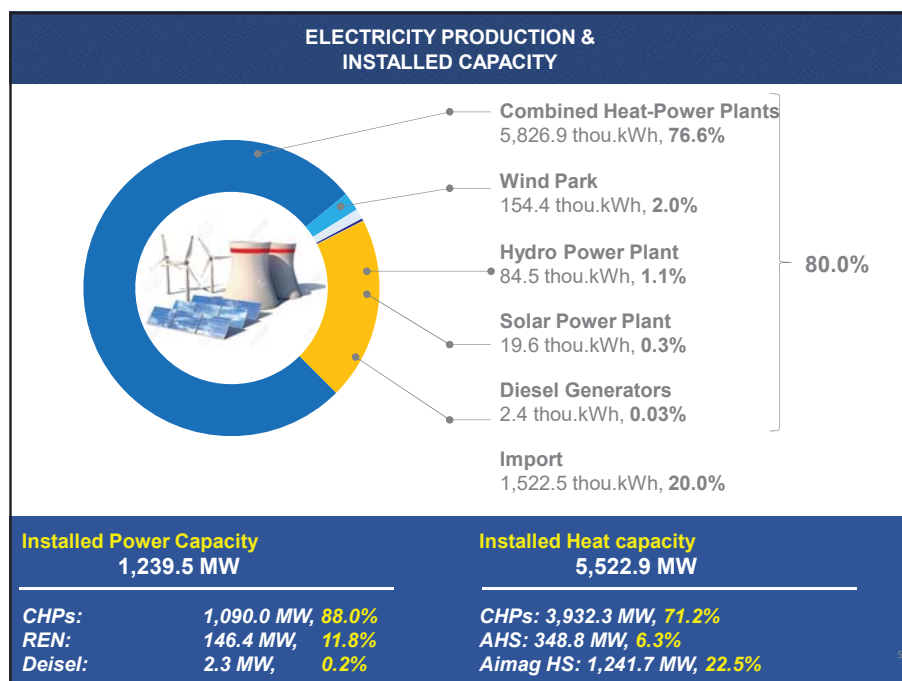 ELECTRICITY PRODUCTION &
INSTALLED CAPACITY
Combined Heat-Power Plants
5,826.9 thou.kWh, 76.6%
Wind Park
154.4 thou.kWh, 2.0%
Hydro Power Plant
84.5 thou.kWh, 1.1%
80.0%
Solar Power Plant
19.6 thou.kWh, 0.3%
Diesel Generators
2.4 thou.kWh, 0.03%
Import
1,522.5 thou.kWh, 20.0%
Installed Power Capacity
1,239.5 MW
CHPs: 1,090.0 MW, 88.0%
REN: 146.4 MW, 11.8%
Deisel: 2.3 MW, 0.2%
Installed Heat capacity
5,522.9 MW
CHPs: 3,932.3 MW, 71.2%
AHS: 348.8 MW, 6.3%
Aimag HS: 1,241.7 MW, 22.5%
5